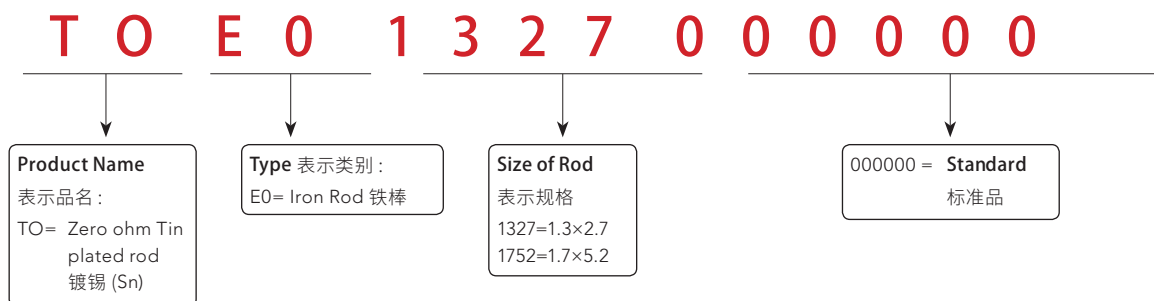 T O E 0 1 3 2 7 0 0 0 0 0 0
Product Name
表示品名 :
TO= Zero ohm Tin
plated rod
镀锡 (Sn)
Type 表示类别 :
E0= Iron Rod 铁棒
Size of Rod
表示规格
1327=1.3×2.7
1752=1.7×5.2
000000 = Standard
标准品